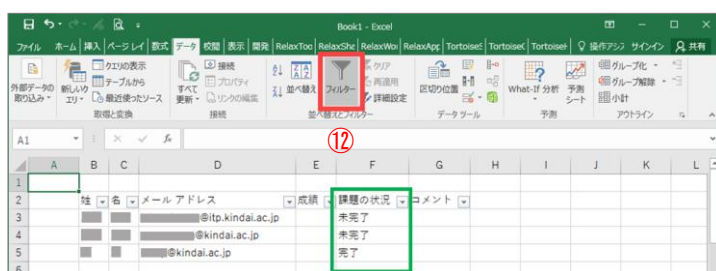 Book1 - Excel
ファイル ホーム 挿入 ページレイ 数式 データ 校閲 表示 開発 RelaxToo RelaxSha RelaxWor RelaxApp TortoiseS TortoiseC TortoiseH 操作アシ サインイン 共有
外部データの 取り込み
新しいク エリ
クエリの表示
テーブルから
最近使ったソース
取得と変換
すべて 更新
接続
プロパティ
リンクの編集
接続
並べ替え
フィルター
クリア
再適用
詳細設定
並べ替えとフィルター
区切り位置
データ ツール
What-If 分析
予測 シート
予測
グループ化
グループ解除
小計
アウトライン
⑫
A1 fx
A B C D E F G H I J K L
1
2 姓 名 メール アドレス 成績 課題の状況 コメント
3 @itp.kindai.ac.jp 未完了
4 @kindai.ac.jp 未完了
5 @kindai.ac.jp 完了
6